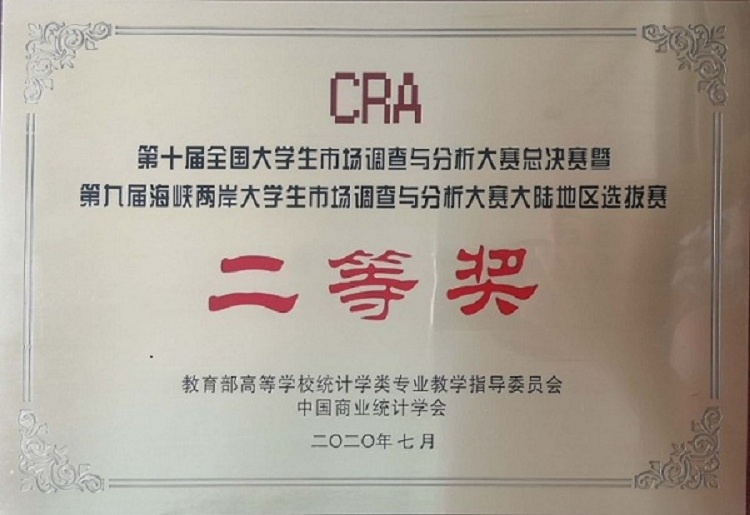 CRA
第十届全国大学生市场调查与分析大赛总决赛暨
第九届海峡两岸大学生市场调查与分析大赛大陆地区选拔赛
二等奖
教育部高等学校统计学类专业教学指导委员会
中国商业统计学会
二〇二〇年七月